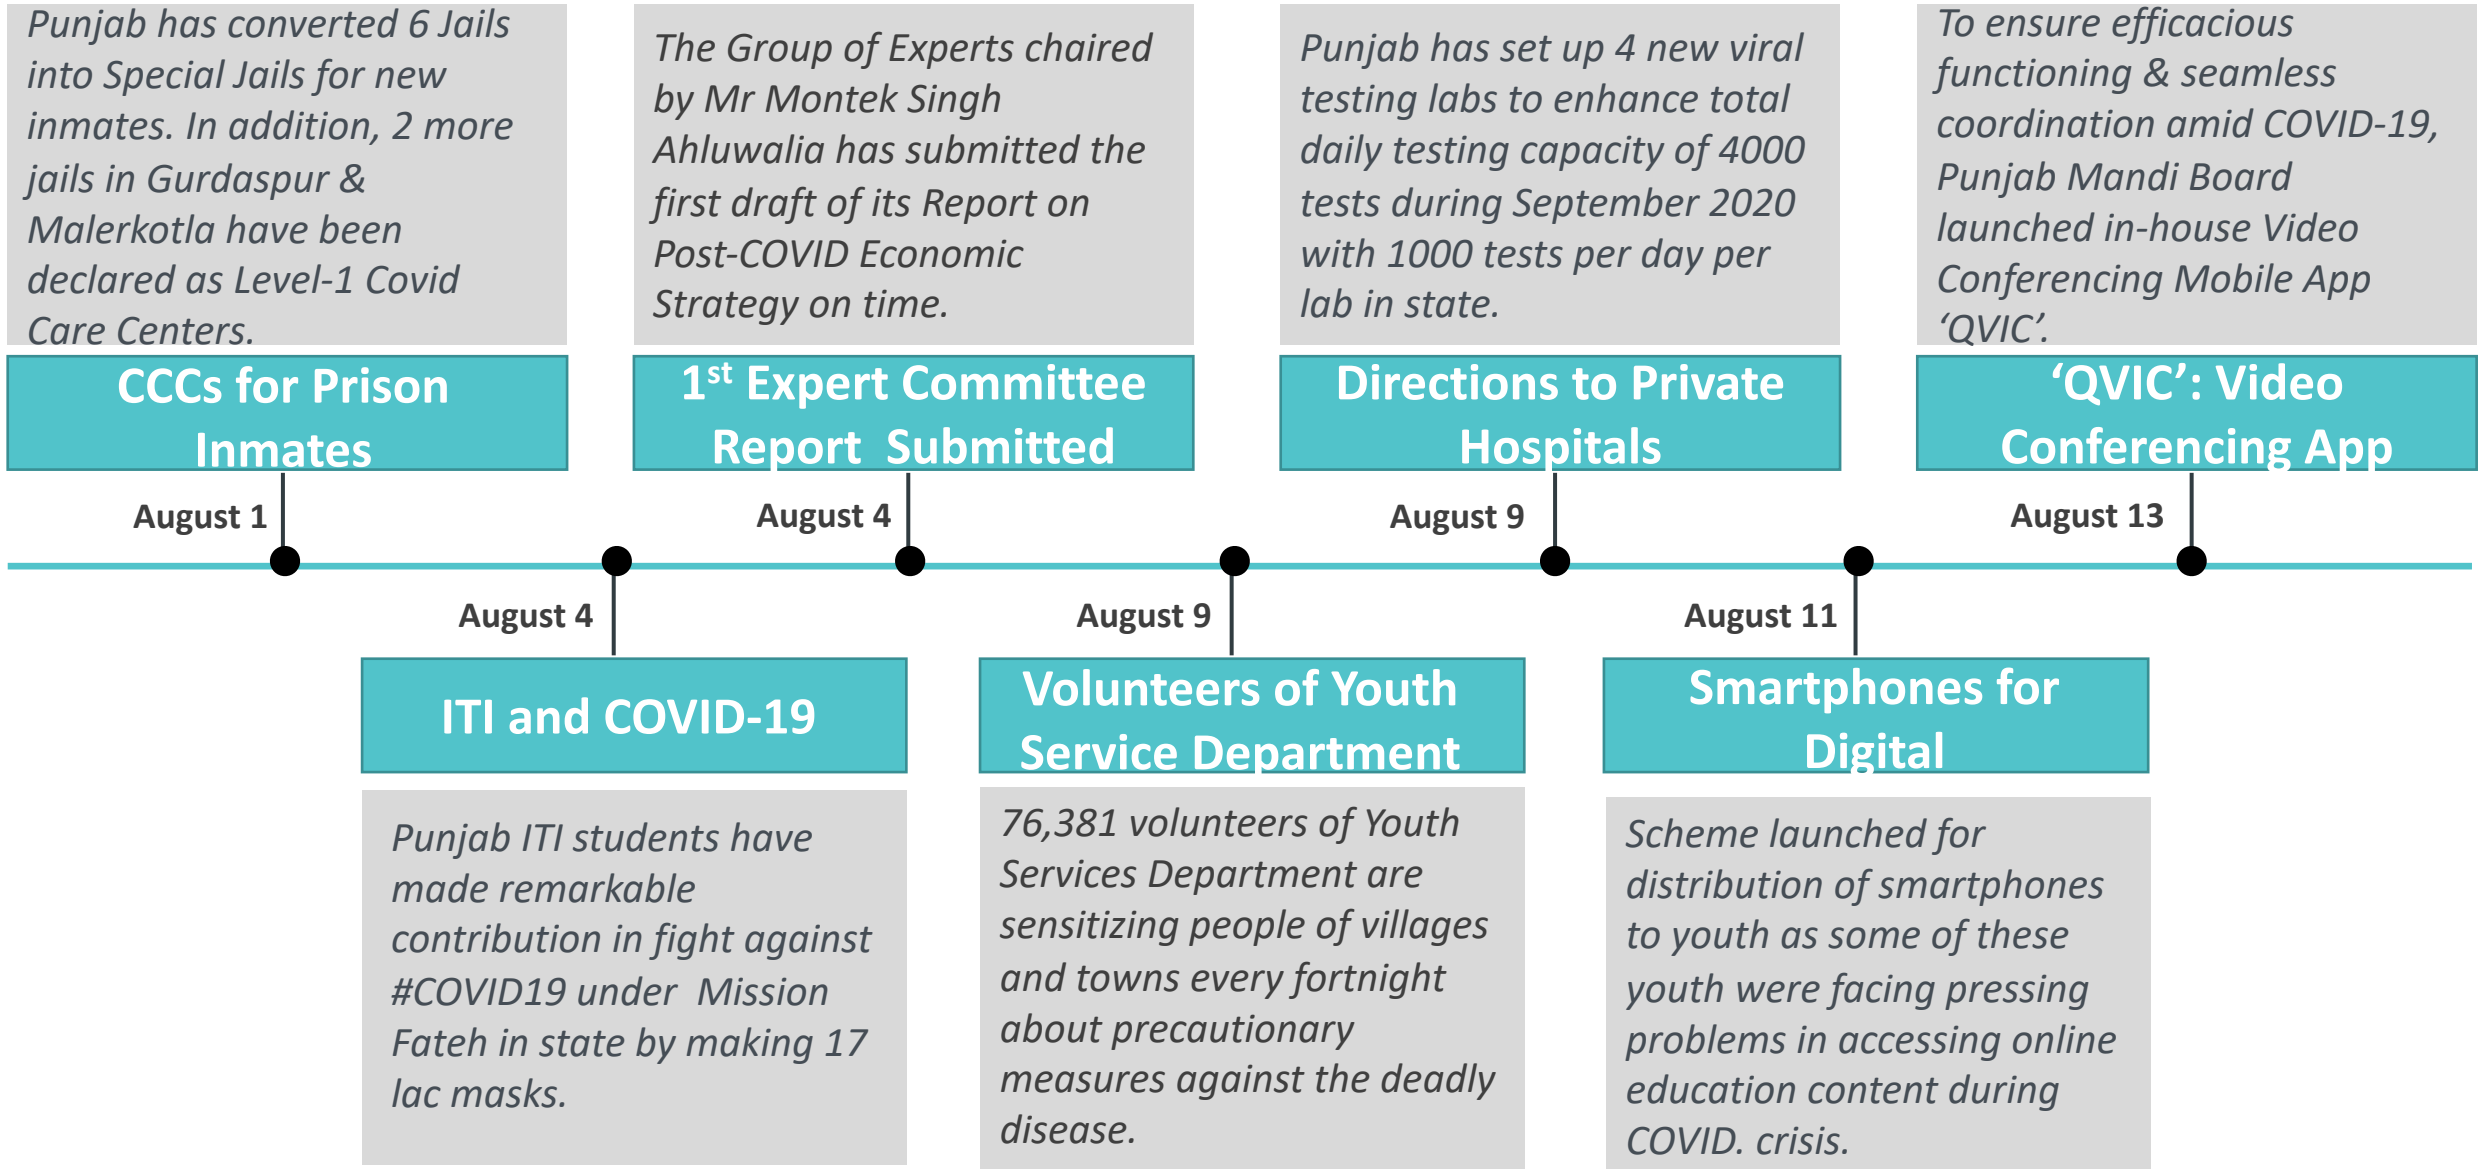 Punjab has converted 6 Jails
into Special Jails for new
inmates. In addition, 2 more
jails in Gurdaspur &
Malerkotla have been
declared as Level-1 Covid
Care Centers.
CCCs for Prison
Inmates
August 1
August 4
ITI and COVID-19
Punjab ITI students have
made remarkable
contribution in fight against
#COVID19 under Mission
Fateh in state by making 17
lac masks.
The Group of Experts chaired
by Mr Montek Singh
Ahluwalia has submitted the
first draft of its Report on
Post-COVID Economic
Strategy on time.
1st Expert Committee
Report Submitted
August 4
August 9
Volunteers of Youth
Service Department
76,381 volunteers of Youth
Services Department are
sensitizing people of villages
and towns every fortnight
about precautionary
measures against the deadly
disease.
Punjab has set up 4 new viral
testing labs to enhance total
daily testing capacity of 4000
tests during September 2020
with 1000 tests per day per
lab in state.
Directions to Private
Hospitals
August 9
August 11
Smartphones for
Digital
Scheme launched for
distribution of smartphones
to youth as some of these
youth were facing pressing
problems in accessing online
education content during
COVID. crisis.
To ensure efficacious
functioning & seamless
coordination amid COVID-19,
Punjab Mandi Board
launched in-house Video
Conferencing Mobile App
‘QVIC’.
‘QVIC’: Video
Conferencing App
August 13